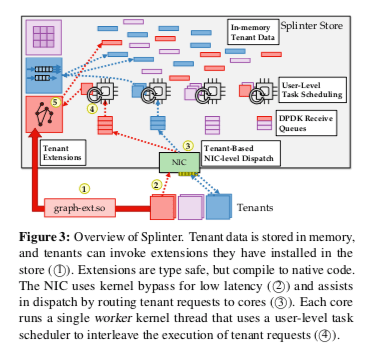 Splinter Store
In-memory
Tenant Data
⑤
④
User-Level
Task Scheduling
DPDK Receive
Queues
Tenant
Extensions
③
Tenant-Based
NIC-level Dispatch
NIC
①
②
graph-ext.so
Tenants
Figure 3: Overview of Splinter. Tenant data is stored in memory,
and tenants can invoke extensions they have installed in the
store (①). Extensions are type safe, but compile to native code.
The NIC uses kernel bypass for low latency (②) and assists
in dispatch by routing tenant requests to cores (③). Each core
runs a single worker kernel thread that uses a user-level task
scheduler to interleave the execution of tenant requests (④).